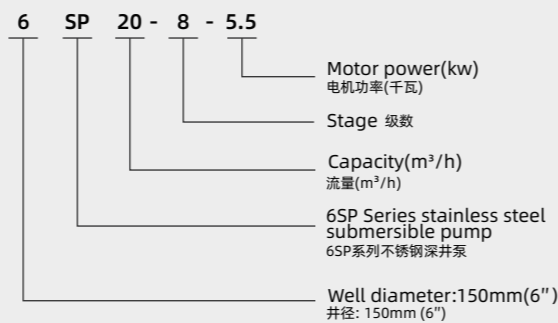 6 SP 20 - 8 - 5.5
Motor power(kw)
电机功率(千瓦)
Stage 级数
Capacity(m³/h)
流量(m³/h)
6SP Series stainless steel
submersible pump
6SP系列不锈钢深井泵
Well diameter:150mm(6")
井径: 150mm (6")